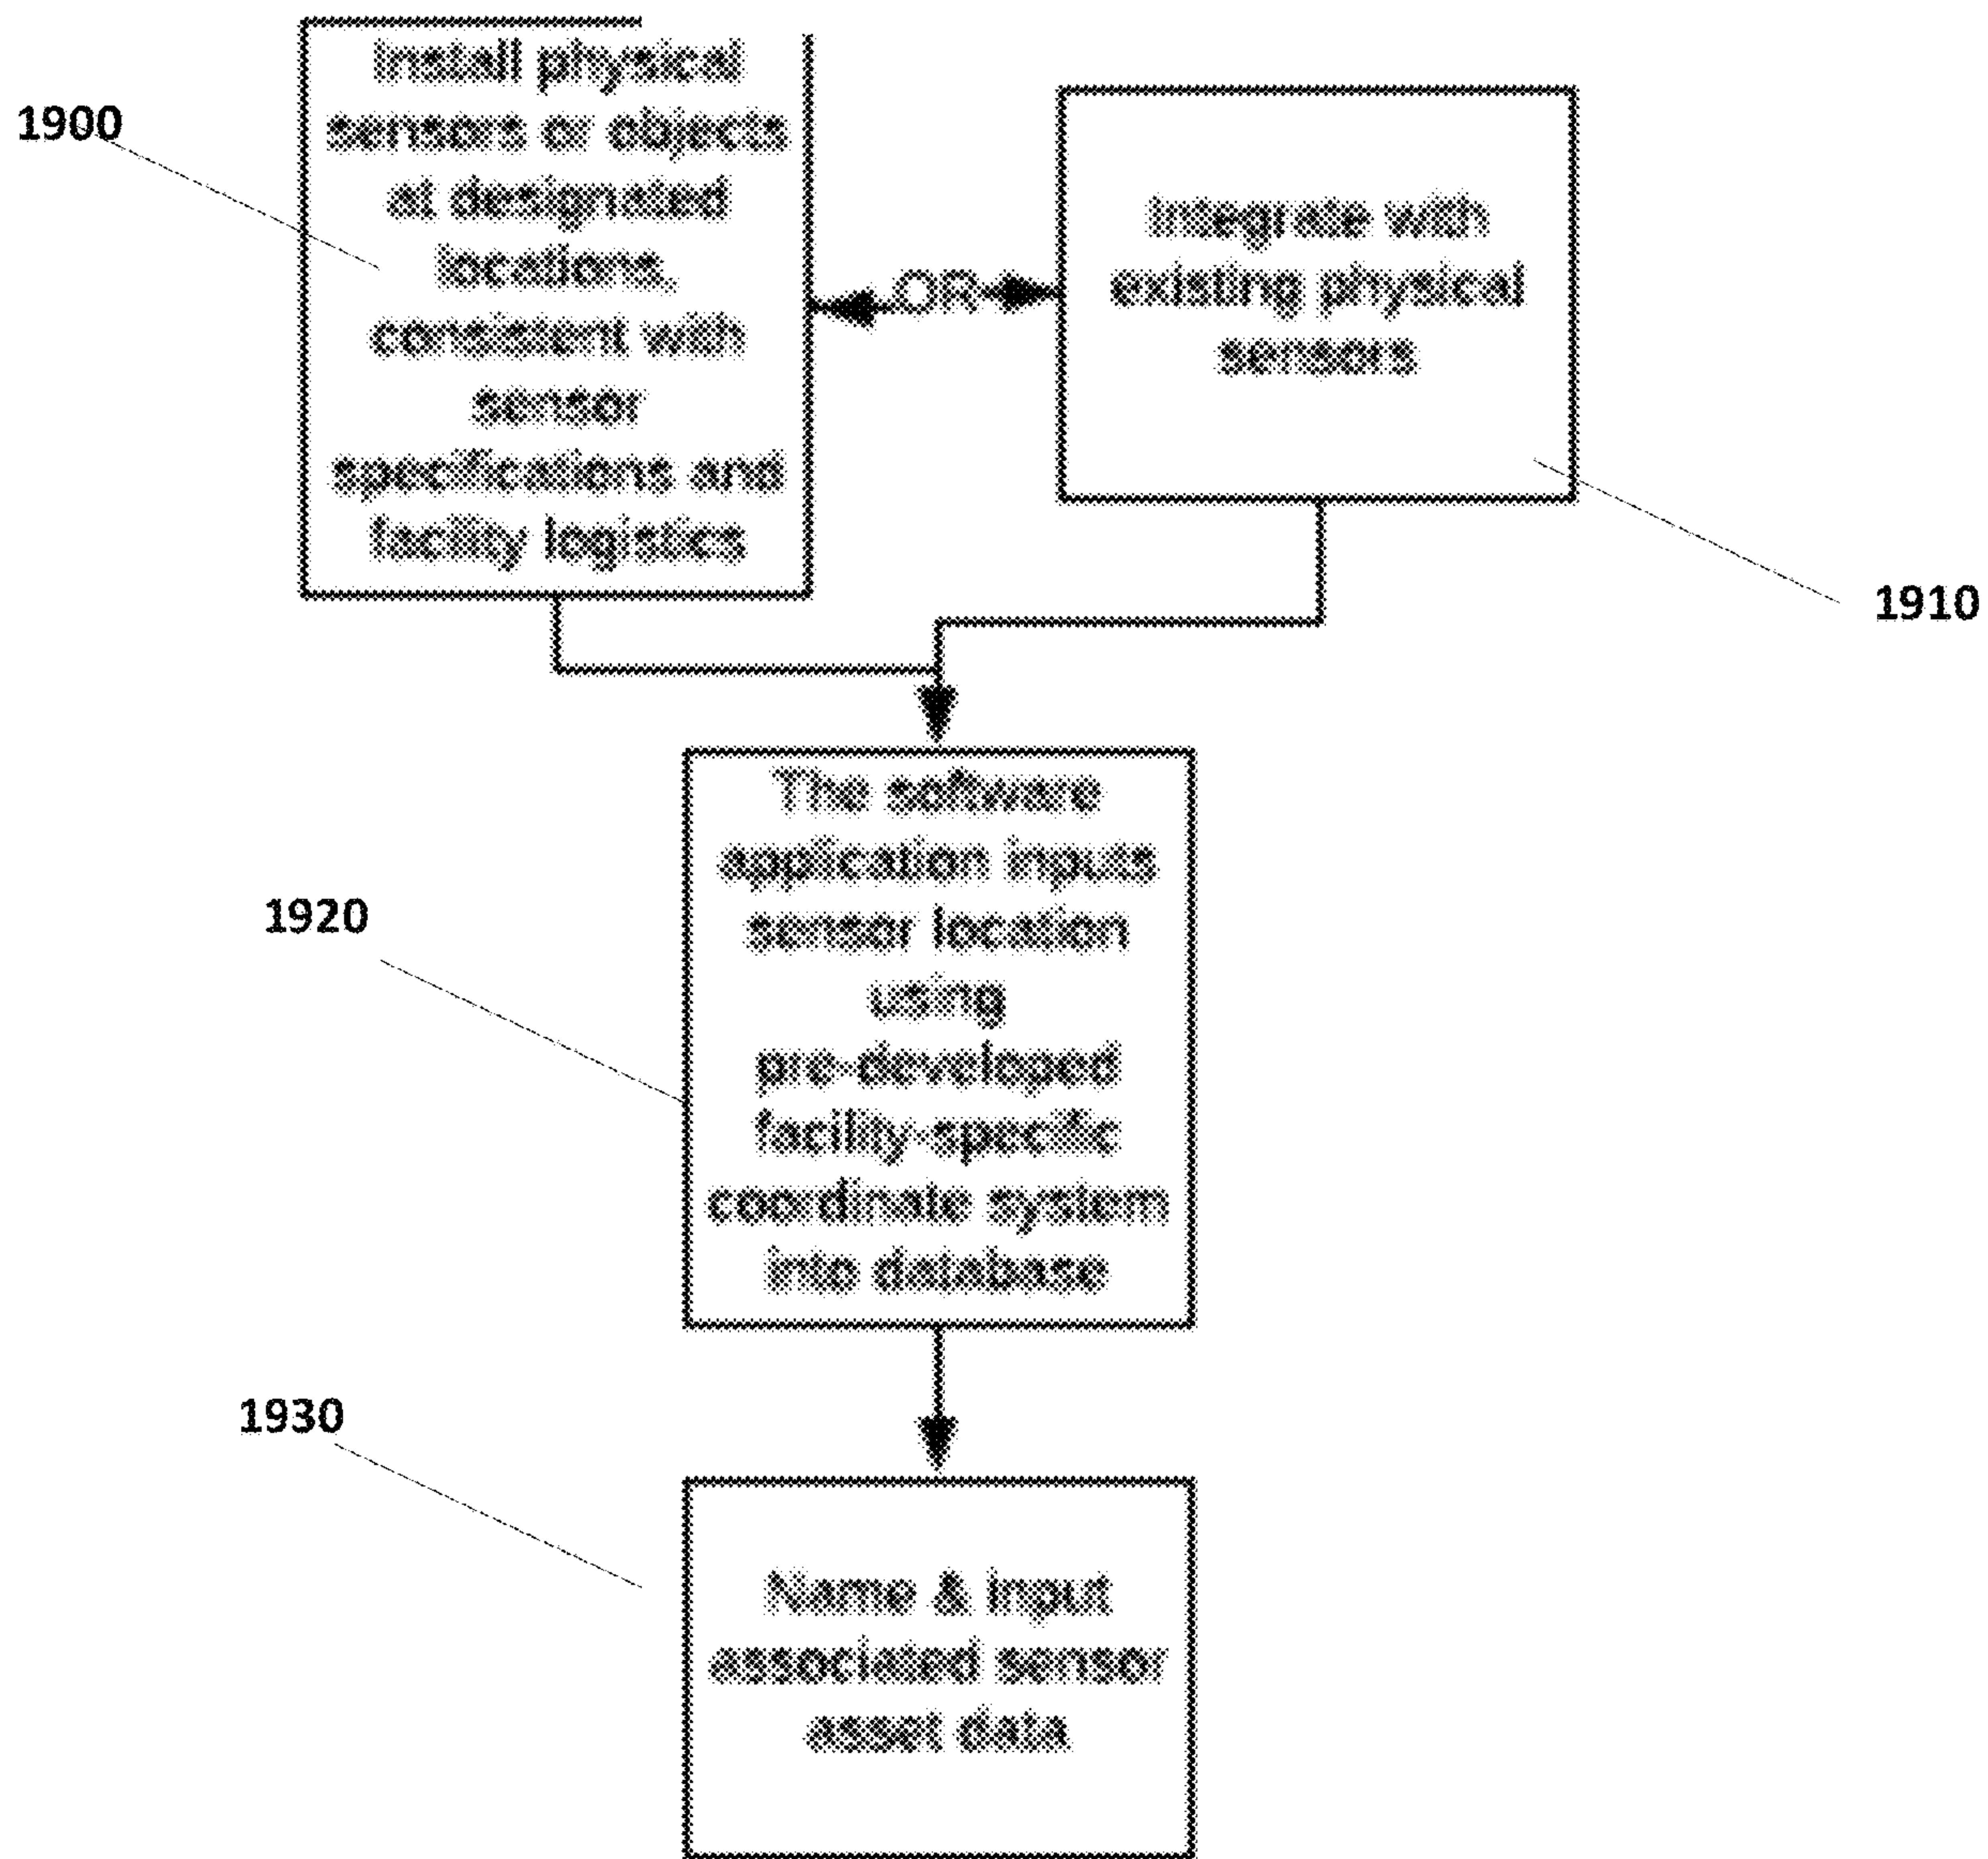 1900
Install physical
sensors or objects
at designated
locations,
consistent with
sensor
specifications and
facility logistics
OR
Integrate with
existing physical
sensors
1910
The software
application inputs
sensor location
using
pre-developed
facility-specific
coordinate system
into database
1920
1930
Name & input
associated sensor
asset data